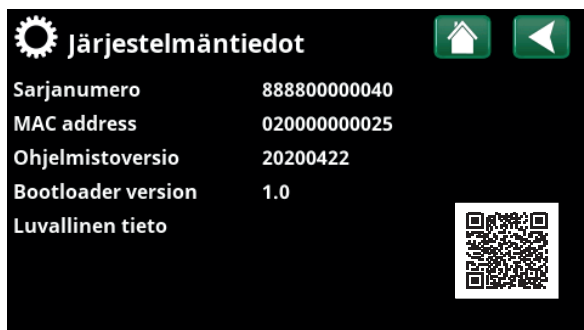 Järjestelmäntiedot
Sarjanumero 888800000040
MAC address 020000000025
Ohjelmistoversio 20200422
Bootloader version 1.0
Luvallinen tieto